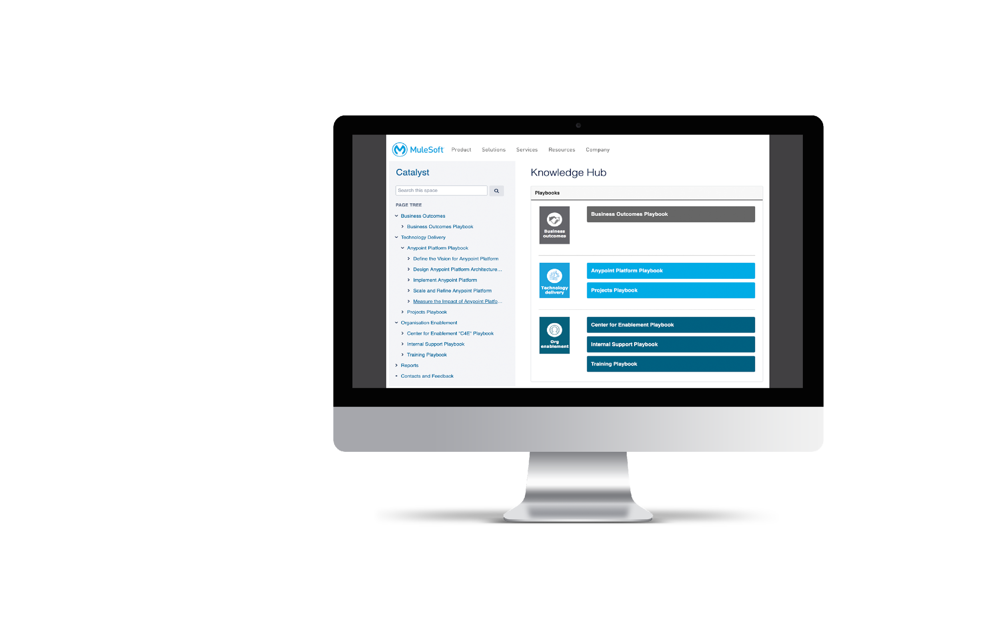 MuleSoft Product Solutions Services Resources Company
Catalyst
Search this space
PAGE TREE
Business Outcomes
Business Outcomes Playbook
Technology Delivery
Anypoint Platform Playbook
Define the Vision for Anypoint Platform
Design Anypoint Platform Architecture...
Implement Anypoint Platform
Scale and Refine Anypoint Platform
Measure the Impact of Anypoint Platfo...
Projects Playbook
Organisation Enablement
Center for Enablement "C4E" Playbook
Internal Support Playbook
Training Playbook
Reports
Contacts and Feedback
Knowledge Hub
Playbooks
Business
outcomes
Business Outcomes Playbook
Technology
delivery
Anypoint Platform Playbook
Projects Playbook
Org
enablement
Center for Enablement Playbook
Internal Support Playbook
Training Playbook